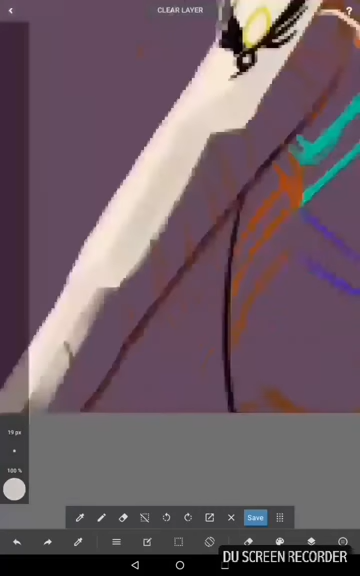 CLEAR LAYER
?
19 px
100 %
Save
DU SCREEN RECORDER